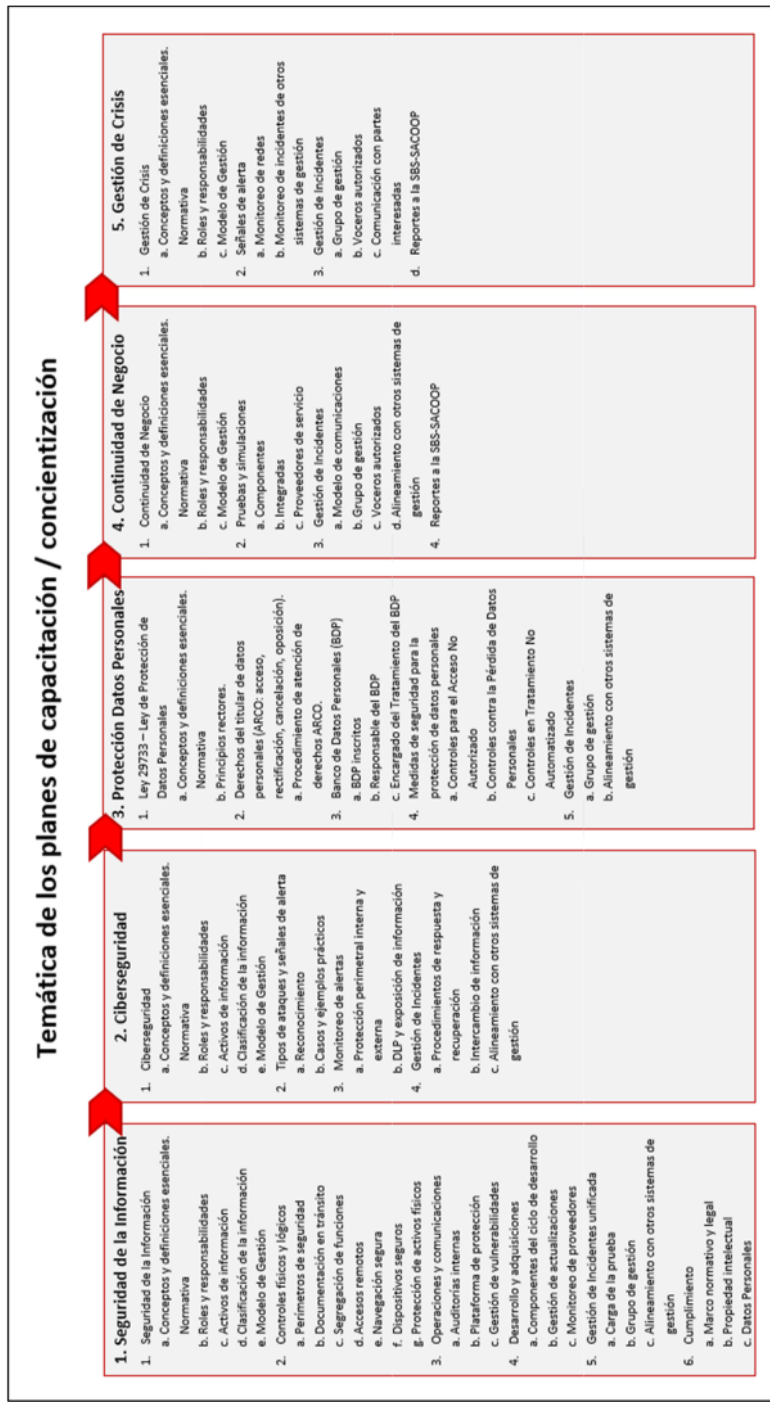 Temática de los planes de capacitación / concientización
1. Seguridad de la Información
1. Seguridad de la Información
a. Conceptos y definiciones esenciales.
Normativa
b. Roles y responsabilidades
c. Activos de información
d. Clasificación de la información
e. Modelo de Gestión
2. Controles físicos y lógicos
a. Perímetros de seguridad
b. Documentación en tránsito
c. Segregación de funciones
d. Accesos remotos
e. Navegación segura
f. Dispositivos seguros
g. Protección de activos físicos
3. Operaciones y comunicaciones
a. Auditorías internas
b. Plataforma de protección
c. Gestión de vulnerabilidades
4. Desarrollo y adquisiciones
a. Componentes del ciclo de desarrollo
b. Gestión de actualizaciones
c. Monitoreo de proveedores
5. Gestión de Incidentes unificada
a. Carga de la prueba
b. Grupo de gestión
c. Alineamiento con otros sistemas de
gestión
6. Cumplimiento
a. Marco normativo y legal
b. Propiedad intelectual
c. Datos Personales
2. Ciberseguridad
1. Ciberseguridad
a. Conceptos y definiciones esenciales.
Normativa
b. Roles y responsabilidades
c. Activos de información
d. Clasificación de la información
e. Modelo de Gestión
2. Tipos de ataques y señales de alerta
a. Reconocimiento
b. Casos y ejemplos prácticos
3. Monitoreo de alertas
a. Protección perimetral interna y
externa
b. DLP y exposición de información
4. Gestión de Incidentes
a. Procedimientos de respuesta y
recuperación
b. Intercambio de información
c. Alineamiento con otros sistemas de
gestión
3. Protección Datos Personales
1. Ley 29733 – Ley de Protección de
Datos Personales
a. Conceptos y definiciones esenciales.
Normativa
b. Principios rectores.
2. Derechos del titular de datos
personales (ARCO: acceso,
rectificación, cancelación, oposición).
a. Procedimiento de atención de
derechos ARCO.
3. Banco de Datos Personales (BDP)
a. BDP inscritos
b. Responsable del BDP
c. Encargado del Tratamiento del BDP
4. Medidas de seguridad para la
protección de datos personales
a. Controles para el Acceso No
Autorizado
b. Controles contra la Pérdida de Datos
Personales
c. Controles en Tratamiento No
Automatizado
5. Gestión de Incidentes
a. Grupo de gestión
b. Alineamiento con otros sistemas de
gestión
4. Continuidad de Negocio
1. Continuidad de Negocio
a. Conceptos y definiciones esenciales.
Normativa
b. Roles y responsabilidades
c. Modelo de Gestión
2. Pruebas y simulaciones
a. Componentes
b. Integradas
c. Proveedores de servicio
3. Gestión de Incidentes
a. Modelo de comunicaciones
b. Grupo de gestión
c. Voceros autorizados
d. Alineamiento con otros sistemas de
gestión
4. Reportes a la SBS-SACOOP
5. Gestión de Crisis
1. Gestión de Crisis
a. Conceptos y definiciones esenciales.
Normativa
b. Roles y responsabilidades
c. Modelo de Gestión
2. Señales de alerta
a. Monitoreo de redes
b. Monitoreo de incidentes de otros
sistemas de gestión
3. Gestión de Incidentes
a. Grupo de gestión
b. Voceros autorizados
c. Comunicación con partes
interesadas
d. Reportes a la SBS-SACOOP